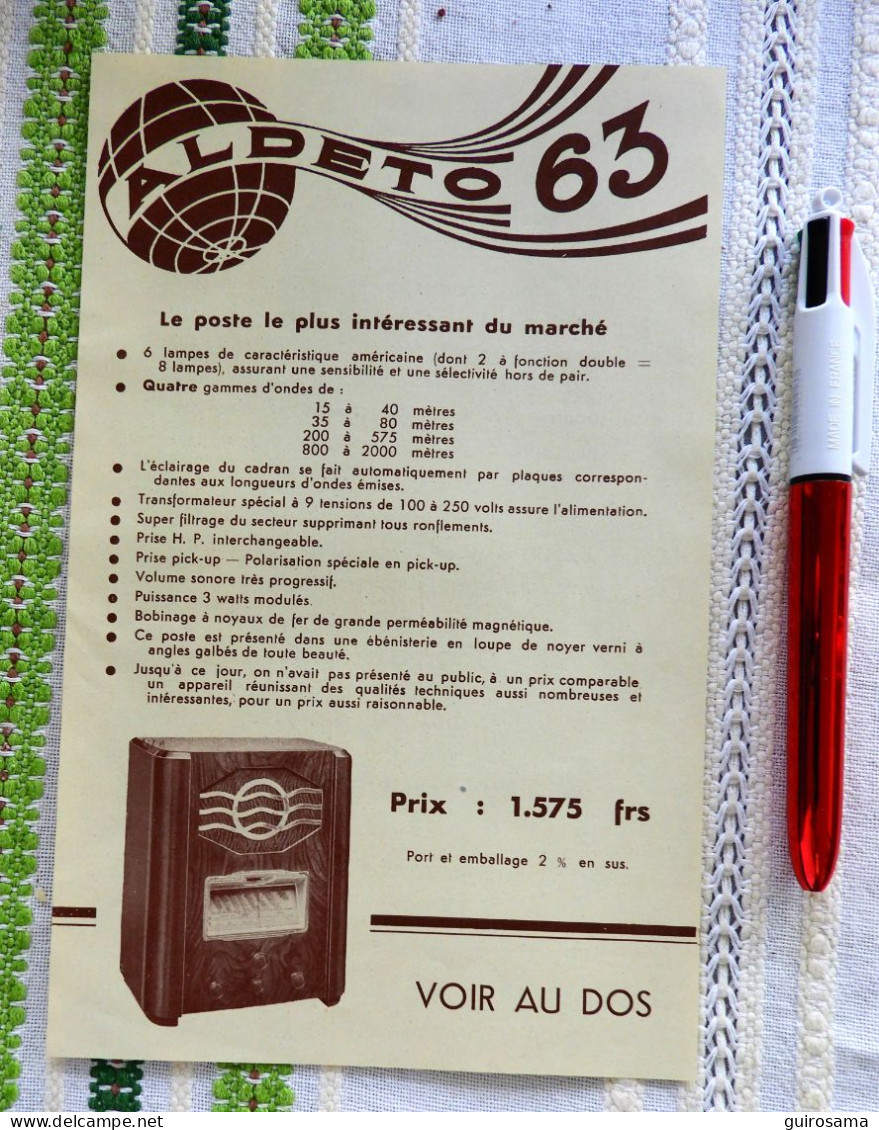 ALDETO 63
Le poste le plus intéressant du marché
● 6 lampes de caractéristique américaine (dont 2 à fonction double =
8 lampes), assurant une sensibilité et une sélectivité hors de pair.
● Quatre gammes d'ondes de :
15 à 40 mètres
35 à 80 mètres
200 à 575 mètres
800 à 2000 mètres
● L'éclairage du cadran se fait automatiquement par plaques correspon-
dantes aux longueurs d'ondes émises.
● Transformateur spécial à 9 tensions de 100 à 250 volts assure l'alimentation.
● Super filtrage du secteur supprimant tous ronflements.
● Prise H. P. interchangeable.
● Prise pick-up — Polarisation spéciale en pick-up.
● Volume sonore très progressif.
● Puissance 3 watts modulés.
● Bobinage à noyaux de fer de grande perméabilité magnétique.
● Ce poste est présenté dans une ébénisterie en loupe de noyer verni à
angles galbés de toute beauté.
● Jusqu'à ce jour, on n'avait pas présenté au public, à un prix comparable
un appareil réunissant des qualités techniques aussi nombreuses et
intéressantes, pour un prix aussi raisonnable.
Prix : 1.575 frs
Port et emballage 2 % en sus.
VOIR AU DOS
MADE IN FRANCE
guirosama